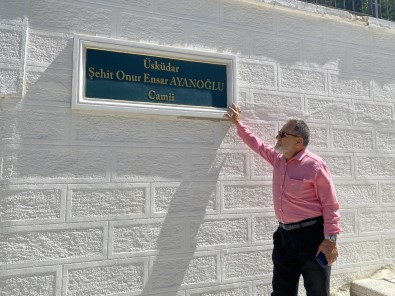 Üsküdar
Şehit Onur Ensar AYANOĞLU
Camii